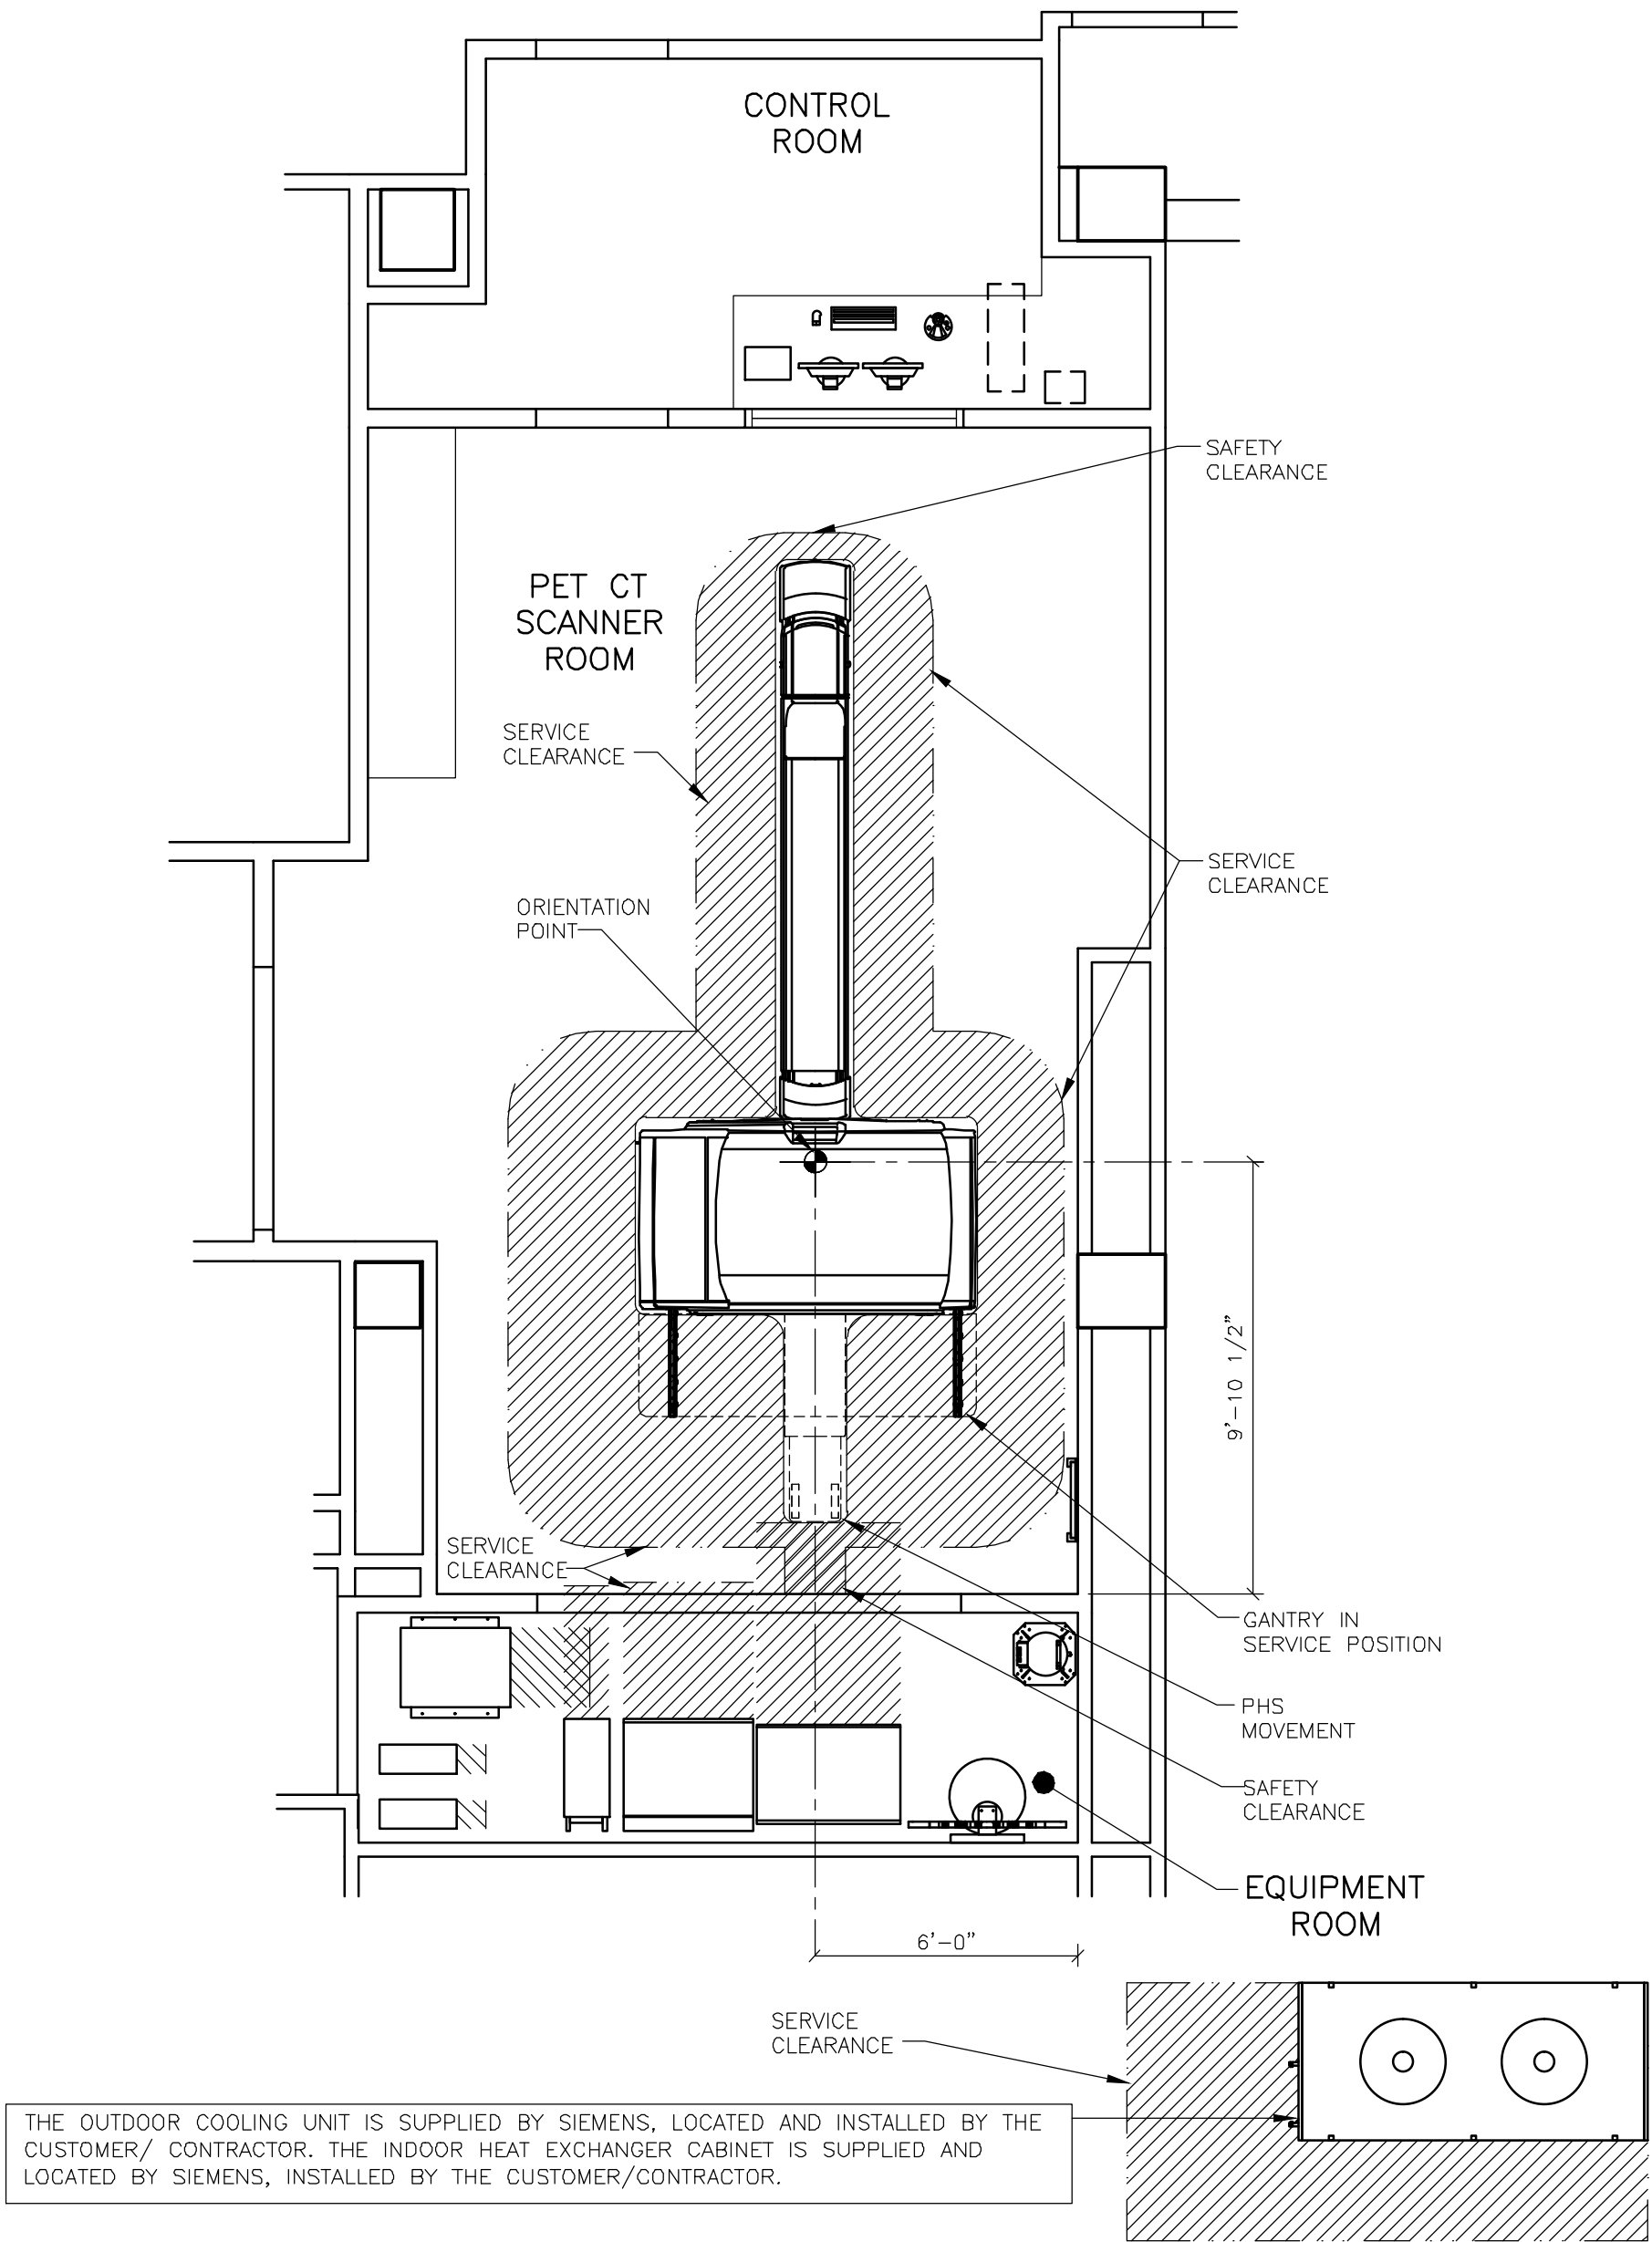 CONTROL
ROOM
SAFETY
CLEARANCE
PET CT
SCANNER
ROOM
SERVICE
CLEARANCE
SERVICE
CLEARANCE
ORIENTATION
POINT
9'-10 1/2"
SERVICE
CLEARANCE
GANTRY IN
SERVICE POSITION
PHS
MOVEMENT
SAFETY
CLEARANCE
EQUIPMENT
ROOM
6'-0"
SERVICE
CLEARANCE
THE OUTDOOR COOLING UNIT IS SUPPLIED BY SIEMENS, LOCATED AND INSTALLED BY THE
CUSTOMER/ CONTRACTOR. THE INDOOR HEAT EXCHANGER CABINET IS SUPPLIED AND
LOCATED BY SIEMENS, INSTALLED BY THE CUSTOMER/CONTRACTOR.